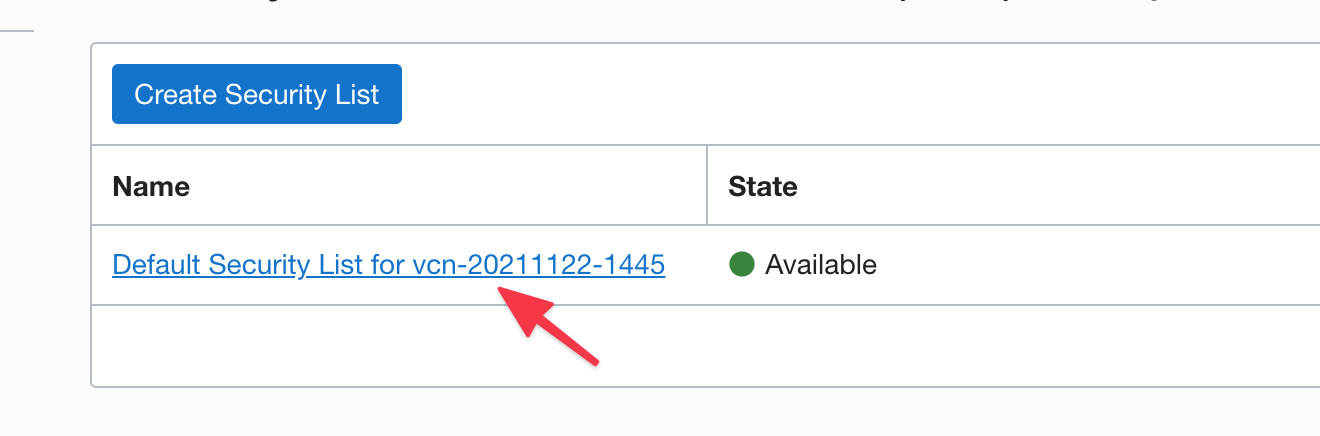 Create Security List
Name
State
Default Security List for vcn-20211122-1445
Available